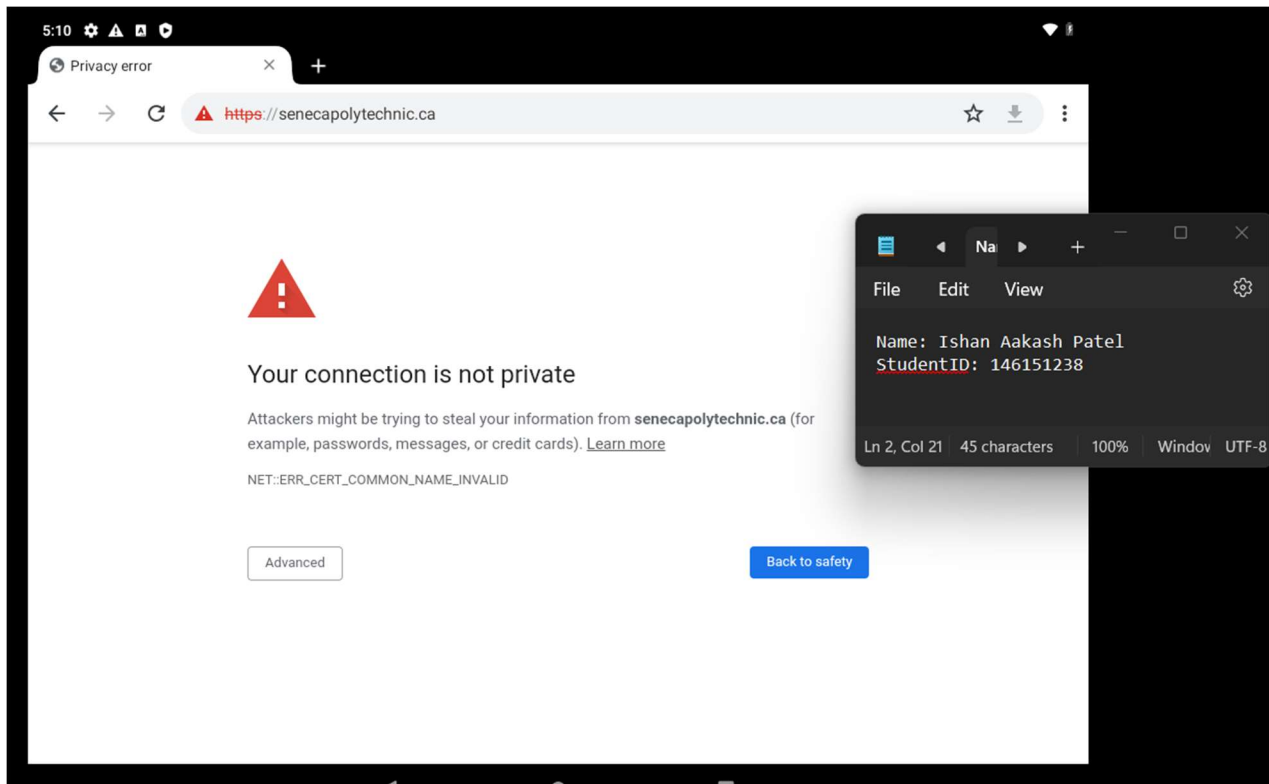 5:10
Privacy error
https://senecapolytechnic.ca
Your connection is not private
Attackers might be trying to steal your information from senecapolytechnic.ca (for
example, passwords, messages, or credit cards). Learn more
NET::ERR_CERT_COMMON_NAME_INVALID
Advanced
Back to safety
File Edit View
Name: Ishan Aakash Patel
StudentID: 146151238
Ln 2, Col 21 45 characters 100% UTF-8